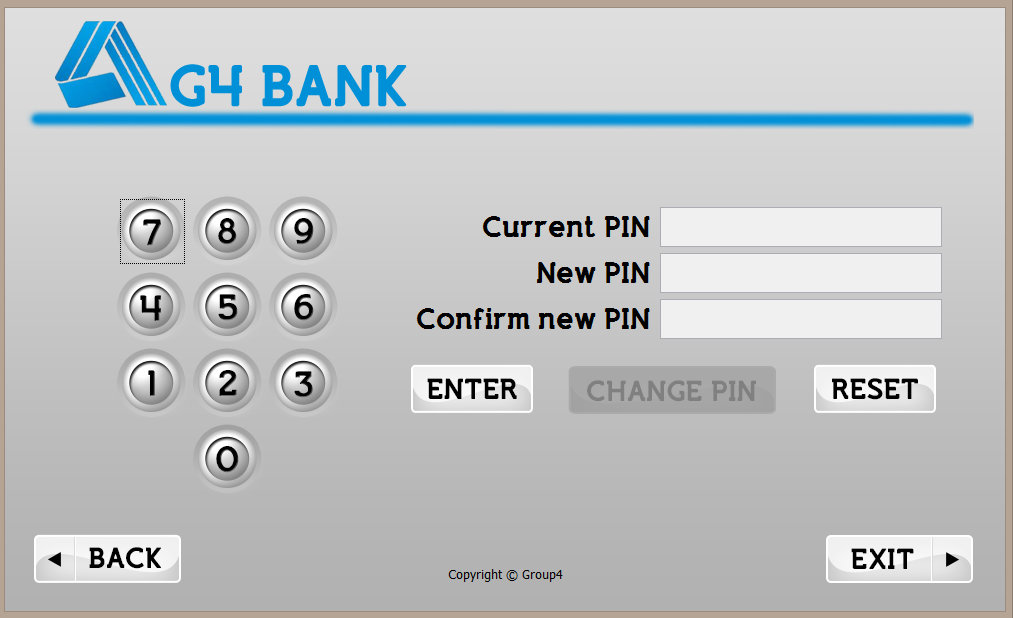 G4 BANK
7 8 9
4 5 6
1 2 3
0
Current PIN
New PIN
Confirm new PIN
ENTER CHANGE PIN RESET
BACK
Copyright © Group4
EXIT